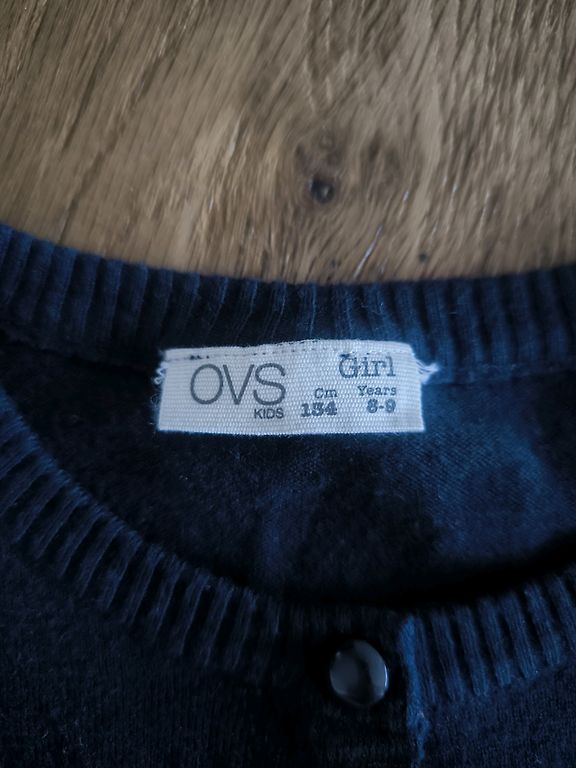 OVS
KIDS
Girl
Cm Years
134 8-9